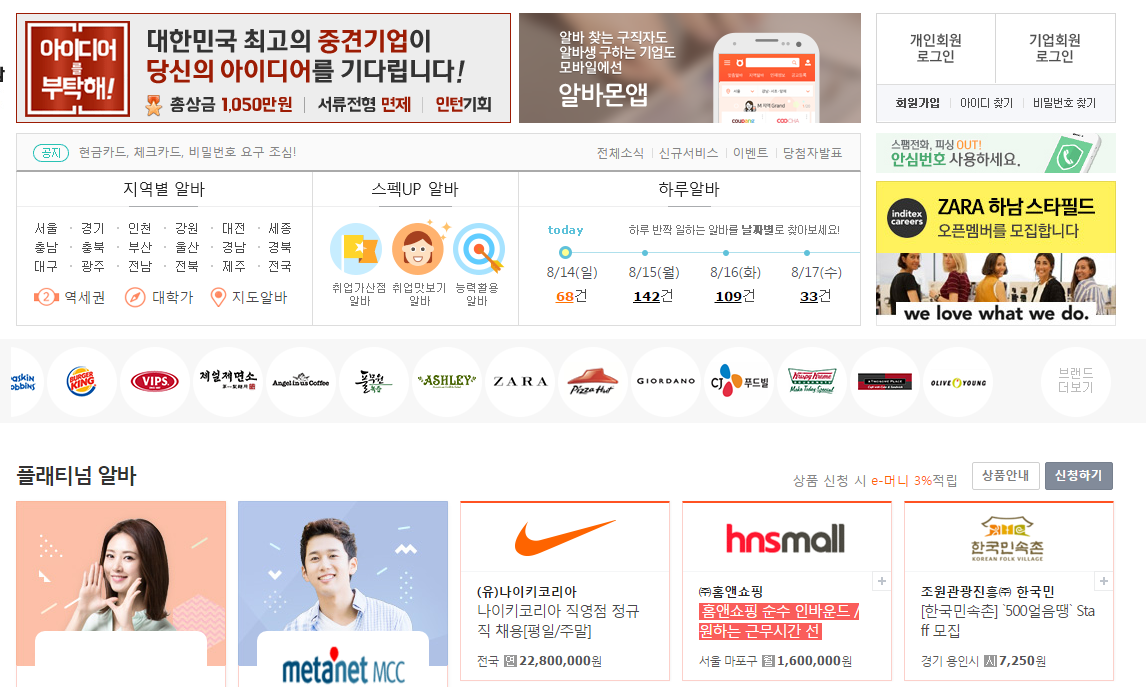 아이디어
를
부탁해!
대한민국 최고의 중견기업이
당신의 아이디어를 기다립니다!
총상금 1,050만원 서류전형 면제 인턴기회
알바 찾는 구직자도
알바생 구하는 기업도
모바일에선
알바몬앱
개인회원
로그인
기업회원
로그인
회원가입 아이디 찾기 비밀번호 찾기
공지 현금카드, 체크카드, 비밀번호 요구 조심!
전체소식 신규서비스 이벤트 당첨자발표
스팸전화, 피싱 OUT!
안심번호 사용하세요.
지역별 알바
서울 · 경기 · 인천 · 강원 · 대전 · 세종
충남 · 충북 · 부산 · 울산 · 경남 · 경북
대구 · 광주 · 전남 · 전북 · 제주 · 전국
2 역세권 대학가 지도알바
스펙UP 알바
취업가산점
알바
취업맛보기
알바
능력활용
알바
하루알바
today 하루 반짝 일하는 알바를 날짜별로 찾아보세요!
8/14(일) 8/15(월) 8/16(화) 8/17(수)
68건 142건 109건 33건
inditex
careers
ZARA 하남 스타필드
오픈멤버를 모집합니다
we love what we do.
BURGER
KING
VIPS
제일제면소
Angel in us Coffee
풀무원
ASHLEY
ZARA
Pizza Hut
GIORDANO
CJ 푸드빌
Krispy Kreme
Make Today Special
A TWOSOME PLACE
OLIVE YOUNG
브랜드
더보기
플래티넘 알바
상품 신청 시 e-머니 3%적립 상품안내 신청하기
metanet MCC
(유)나이키코리아
나이키코리아 직영점 정규
직 채용[평일/주말]
전국 연 22,800,000원
hnsmall
+
㈜홈앤쇼핑
홈앤쇼핑 순수 인바운드 /
원하는 근무시간 선
서울 마포구 월 1,600,000원
한국민속촌
KOREAN FOLK VILLAGE
+
조원관광진흥㈜ 한국민
[한국민속촌] `500얼음땡` Sta
ff 모집
경기 용인시 시 7,250원